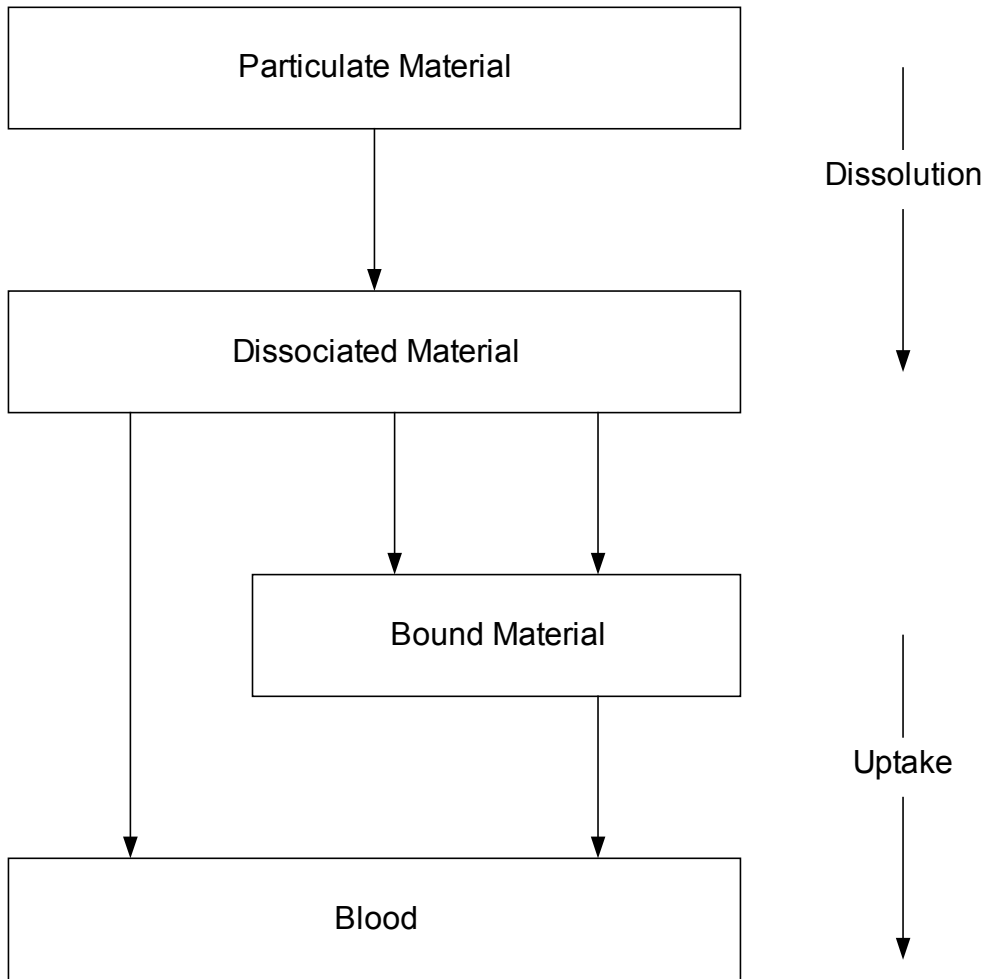 Particulate Material
Dissolution
Dissociated Material
Bound Material
Uptake
Blood